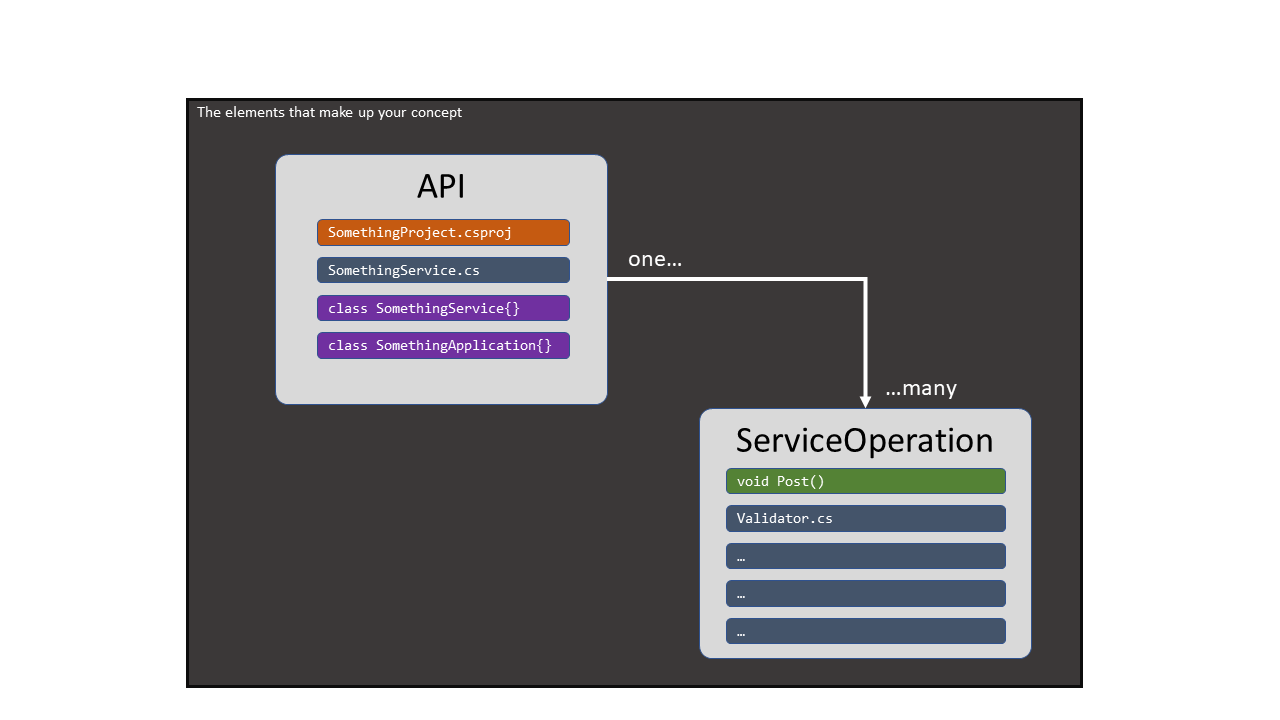 The elements that make up your concept
API
SomethingProject.csproj
SomethingService.cs
class SomethingService{}
class SomethingApplication{}
one…
…many
ServiceOperation
void Post()
Validator.cs
…
…
…